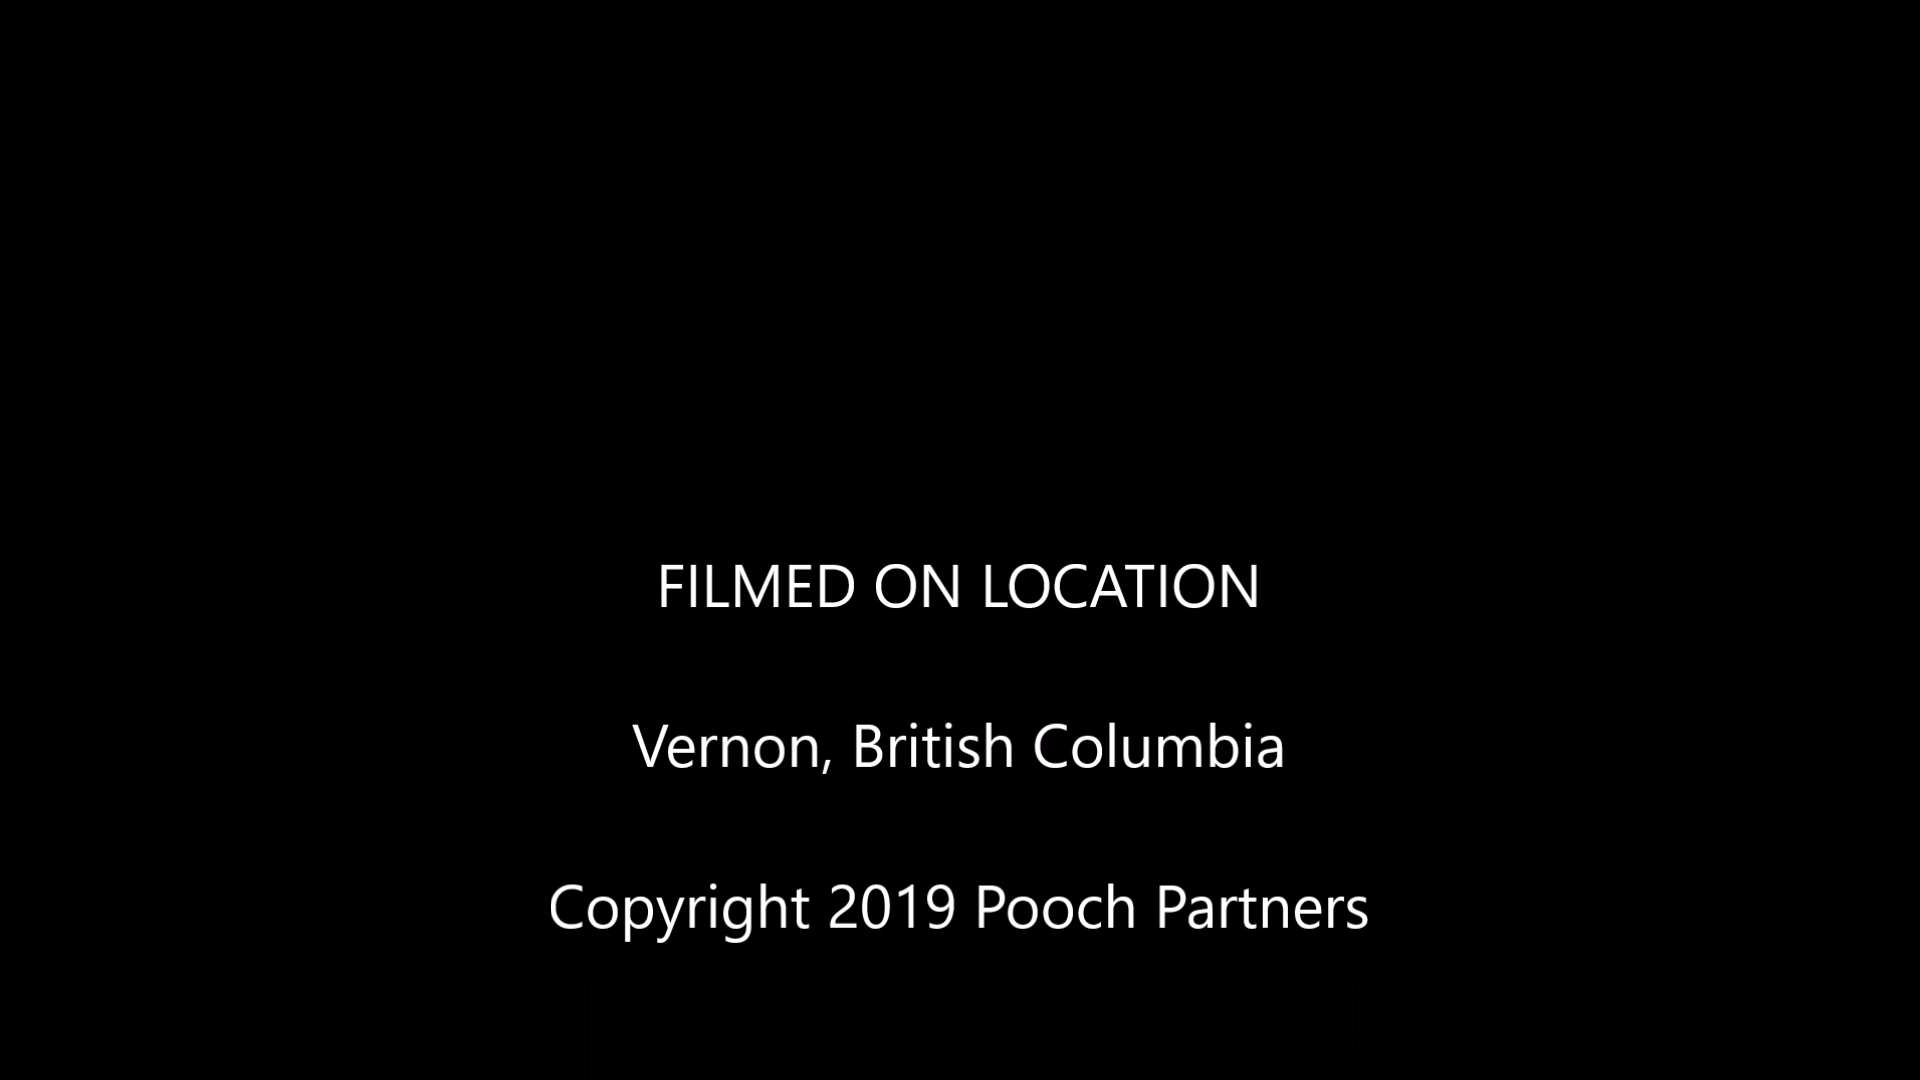 FILMED ON LOCATION
Vernon, British Columbia
Copyright 2019 Pooch Partners